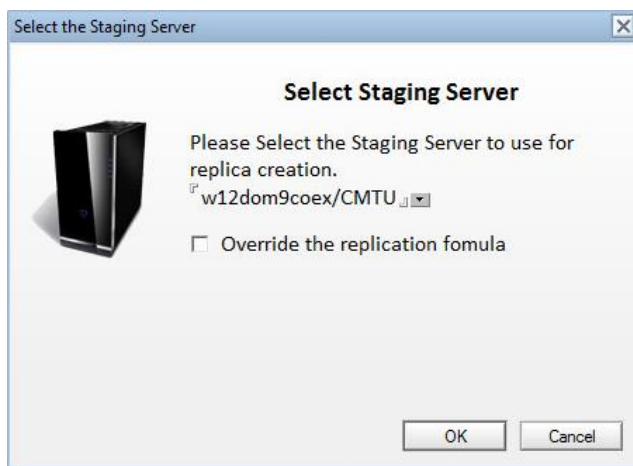 Select the Staging Server
Select Staging Server
Please Select the Staging Server to use for
replica creation.
w12dom9coex/CMTU
Override the replication fomula
OK
Cancel